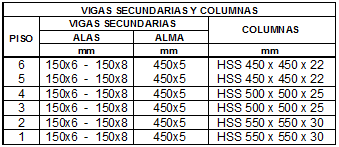 VIGAS SECUNDARIAS Y COLUMNAS
PISO VIGAS SECUNDARIAS COLUMNAS
ALAS ALMA
mm mm mm
6 150x6 - 150x8 450x5 HSS 450 x 450 x 22
5 150x6 - 150x8 450x5 HSS 450 x 450 x 22
4 150x6 - 150x8 450x5 HSS 500 x 500 x 25
3 150x6 - 150x8 450x5 HSS 500 x 500 x 25
2 150x6 - 150x8 450x5 HSS 550 x 550 x 30
1 150x6 - 150x8 450x5 HSS 550 x 550 x 30